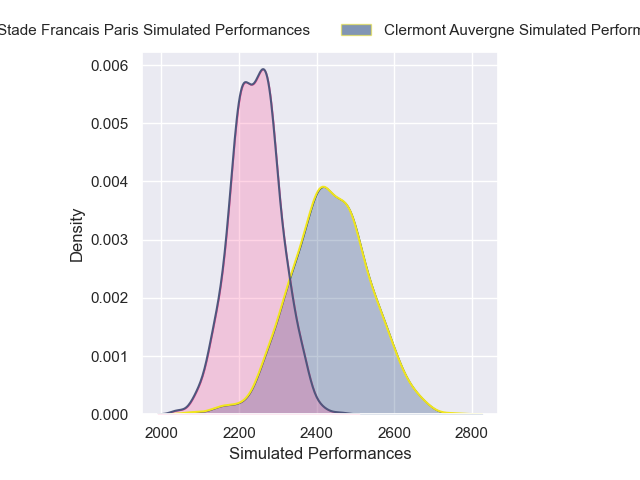 Stade Francais Paris Simulated Performances
Clermont Auvergne Simulated
0.006
0.005
0.004
0.003
0.002
0.001
0.000
Density
2000 2200 2400 2600 2800
Simulated Performances